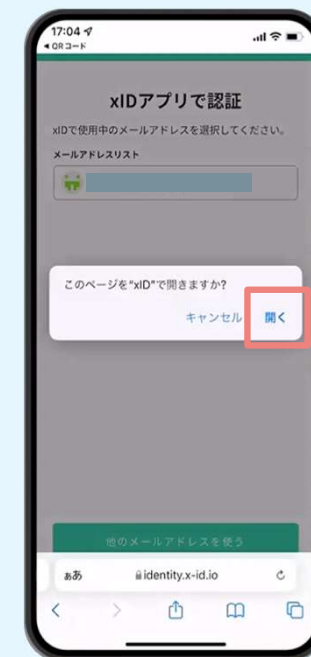 17:04
◀ QRコード
xIDアプリで認証
xIDで使用中のメールアドレスを選択してください。
メールアドレスリスト
このページを"xID"で開きますか?
キャンセル 開く
他のメールアドレスを使う
ぁあ identity.x-id.io